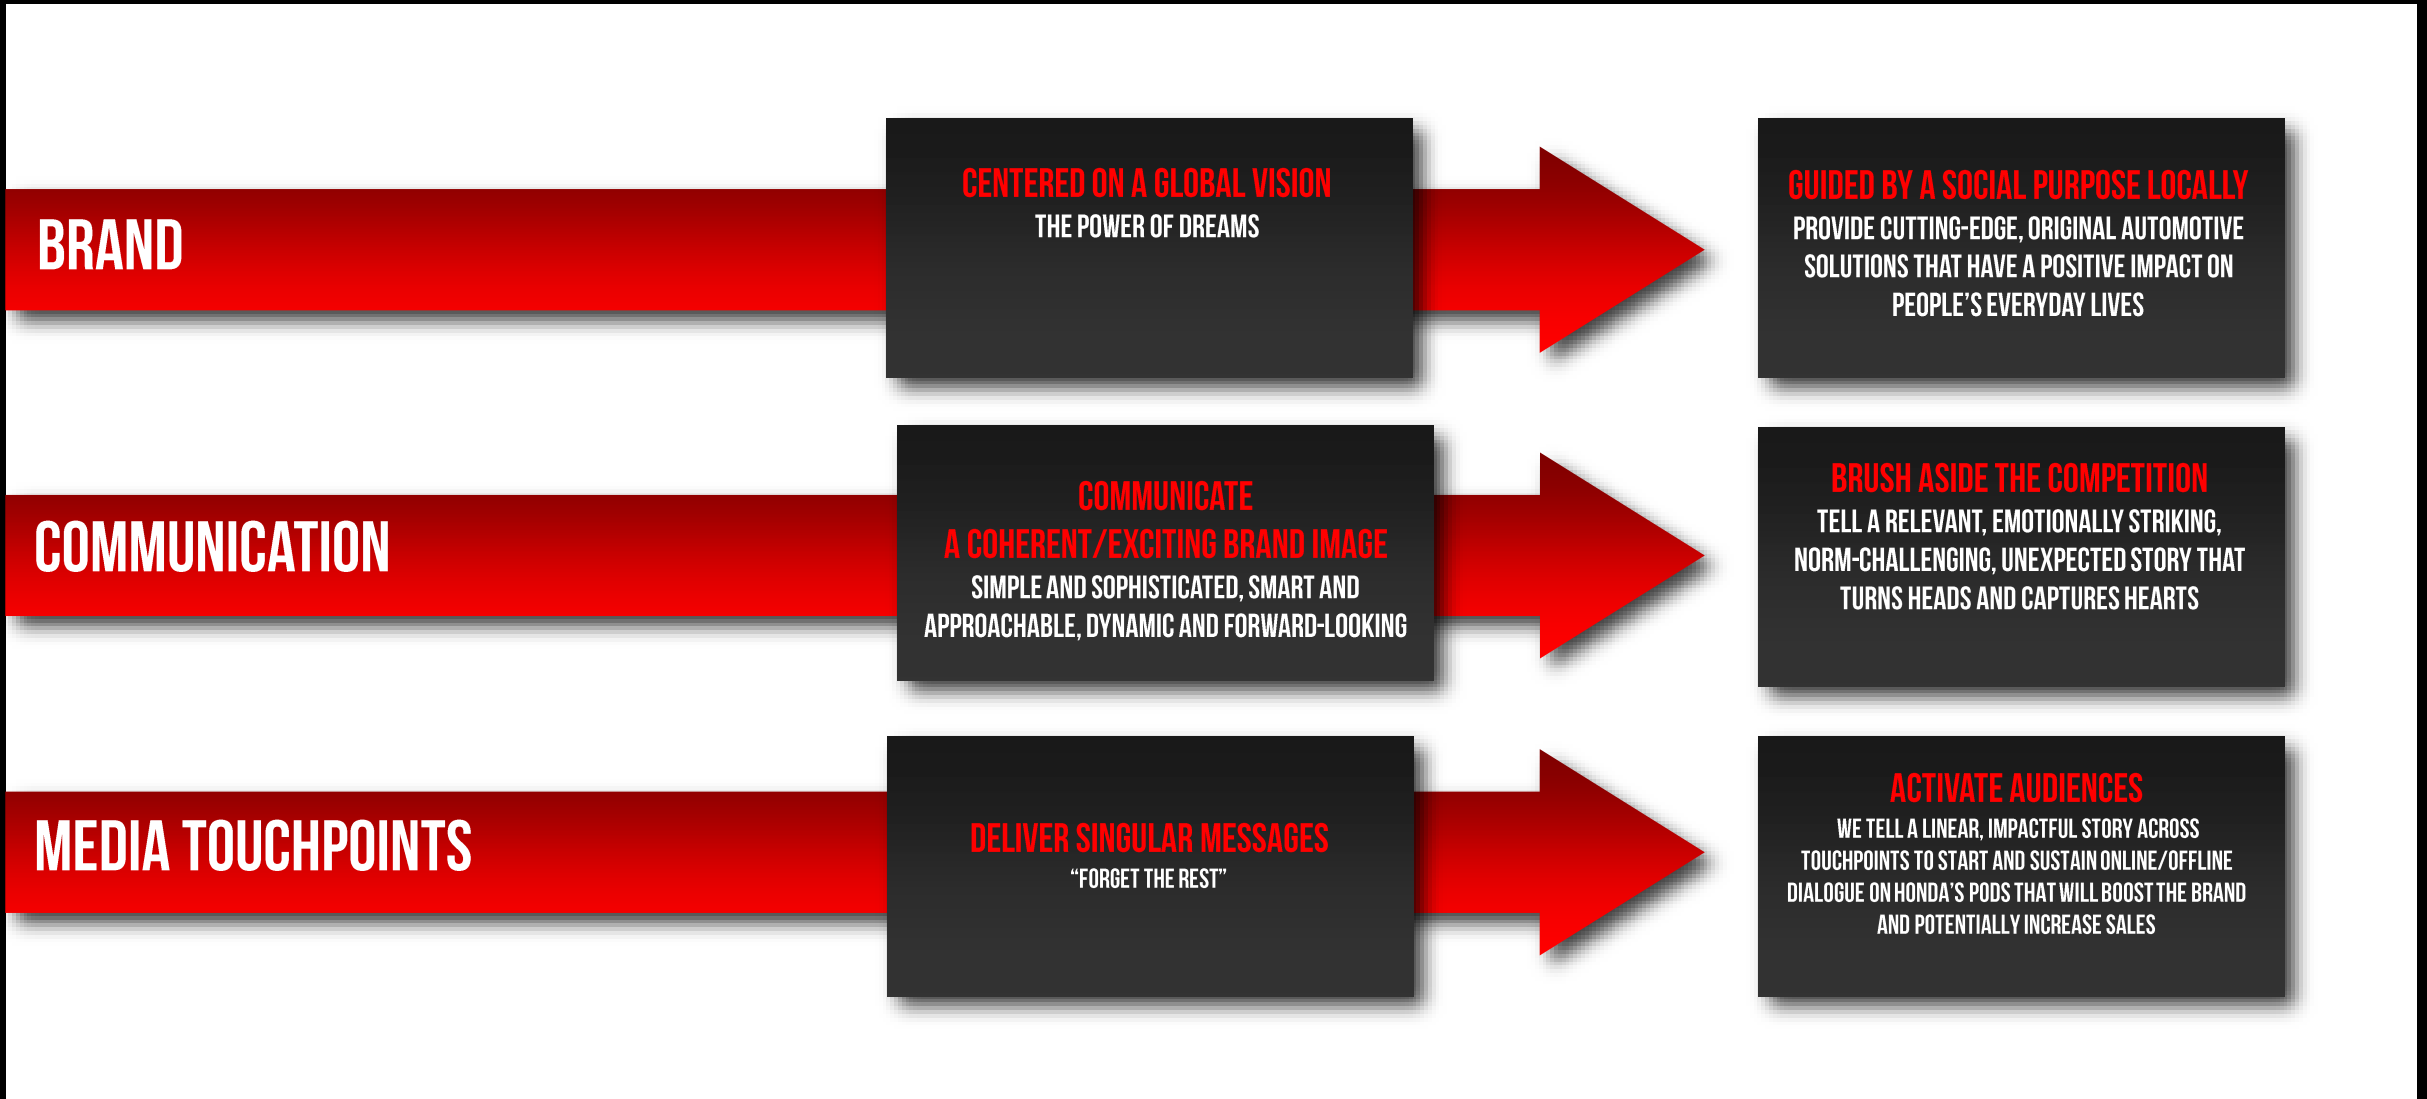 BRAND
CENTERED ON A GLOBAL VISION
THE POWER OF DREAMS
GUIDED BY A SOCIAL PURPOSE LOCALLY
PROVIDE CUTTING-EDGE, ORIGINAL AUTOMOTIVE
SOLUTIONS THAT HAVE A POSITIVE IMPACT ON
PEOPLE'S EVERYDAY LIVES
COMMUNICATION
COMMUNICATE
A COHERENT/EXCITING BRAND IMAGE
SIMPLE AND SOPHISTICATED, SMART AND
APPROACHABLE, DYNAMIC AND FORWARD-LOOKING
BRUSH ASIDE THE COMPETITION
TELL A RELEVANT, EMOTIONALLY STRIKING,
NORM-CHALLENGING, UNEXPECTED STORY THAT
TURNS HEADS AND CAPTURES HEARTS
MEDIA TOUCHPOINTS
DELIVER SINGULAR MESSAGES
“FORGET THE REST”
ACTIVATE AUDIENCES
WE TELL A LINEAR, IMPACTFUL STORY ACROSS
TOUCHPOINTS TO START AND SUSTAIN ONLINE/OFFLINE
DIALOGUE ON HONDA'S PODS THAT WILL BOOST THE BRAND
AND POTENTIALLY INCREASE SALES